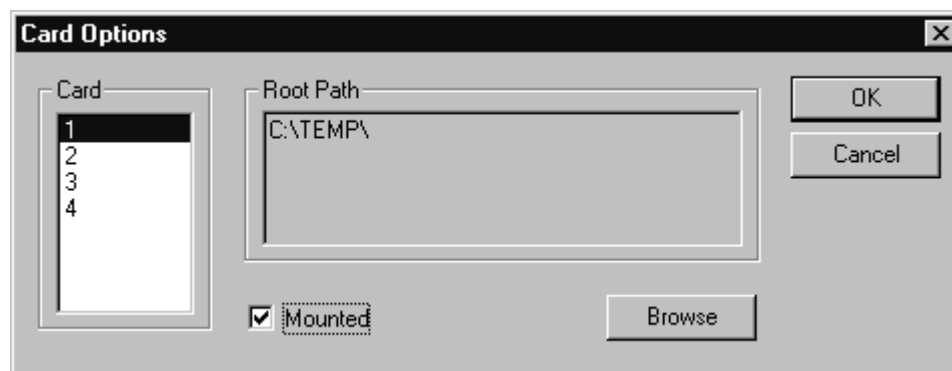 Card Options
Card
1
2
3
4
Root Path
C:\TEMP\
OK
Cancel
Mounted
Browse